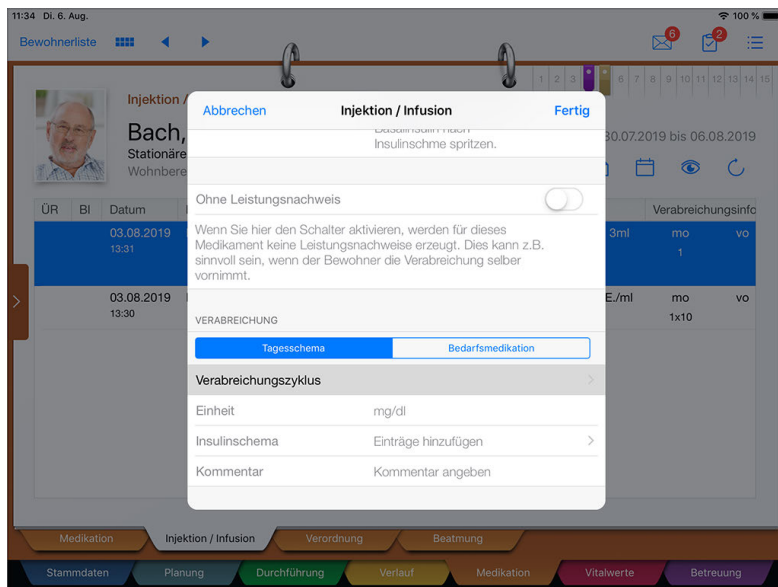 11:34 Di. 6. Aug.
100 %
Bewohnerliste
6
2
1 2 3 6 7 8 9 10 11 12 13 14 15
Injektion /
Bach,
Stationäre
Wohnbere
30.07.2019 bis 06.08.2019
Abbrechen
Injektion / Infusion
Fertig
Basalinsulin nach
Insulinschme spritzen.
Ohne Leistungsnachweis
Wenn Sie hier den Schalter aktivieren, werden für dieses
Medikament keine Leistungsnachweise erzeugt. Dies kann z.B.
sinnvoll sein, wenn der Bewohner die Verabreichung selber
vornimmt.
VERABREICHUNG
Tagesschema
Bedarfsmedikation
Verabreichungszyklus
Einheit mg/dl
Insulinschema Einträge hinzufügen
Kommentar Kommentar angeben
ÜR BI Datum
Verabreichungsinfo
03.08.2019
3ml
mo
vo
13:31
1
03.08.2019
E./ml
mo
vo
13:30
1x10
Medikation
Injektion / Infusion
Verordnung
Beatmung
Stammdaten
Planung
Durchführung
Verlauf
Medikation
Vitalwerte
Betreuung